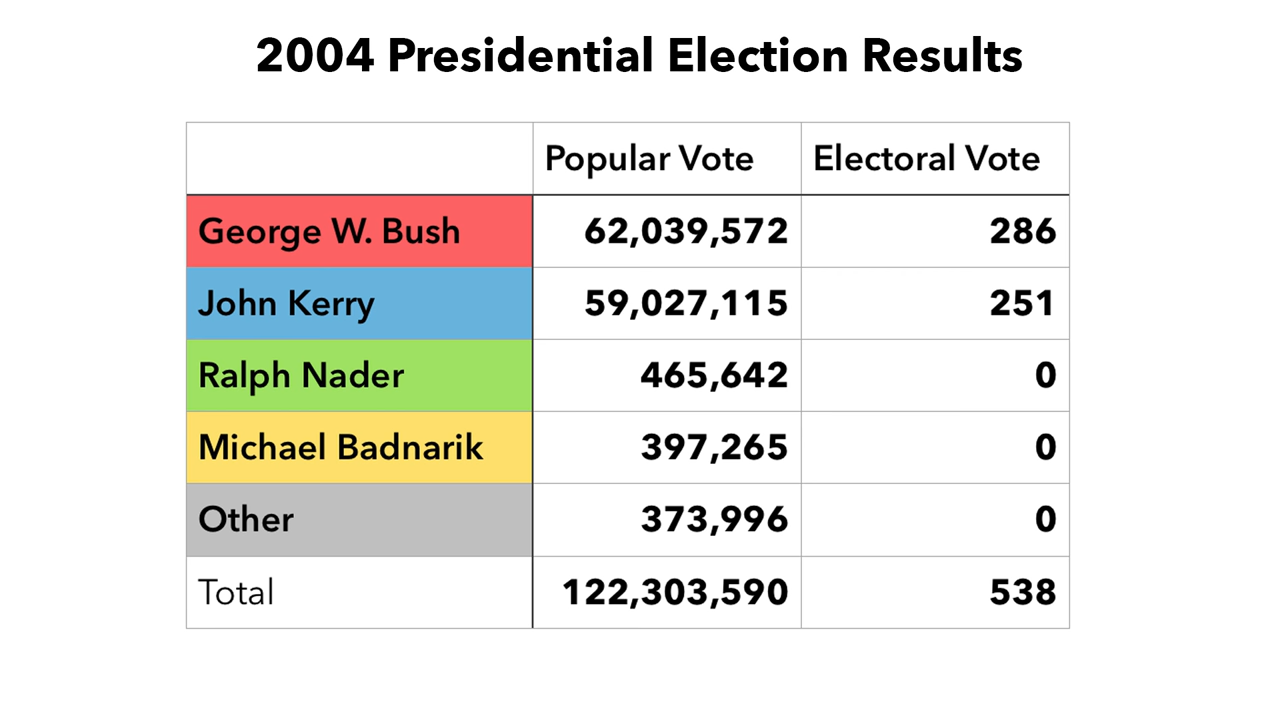 2004 Presidential Election Results
Popular Vote Electoral Vote
George W. Bush 62,039,572 286
John Kerry 59,027,115 251
Ralph Nader 465,642 0
Michael Badnarik 397,265 0
Other 373,996 0
Total 122,303,590 538